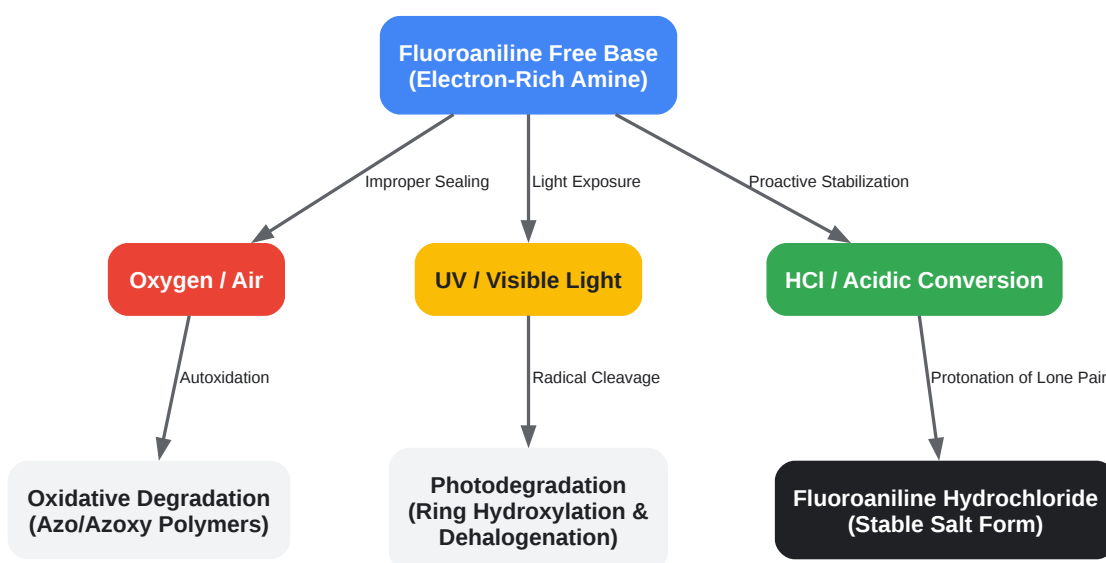 Fluoroaniline Free Base
(Electron-Rich Amine)
Improper Sealing
Light Exposure
Proactive Stabilization
Oxygen / Air
UV / Visible Light
HCl / Acidic Conversion
Autoxidation
Radical Cleavage
Protonation of Lone Pair
Oxidative Degradation
(Azo/Azoxy Polymers)
Photodegradation
(Ring Hydroxylation &
Dehalogenation)
Fluoroaniline Hydrochloride
(Stable Salt Form)